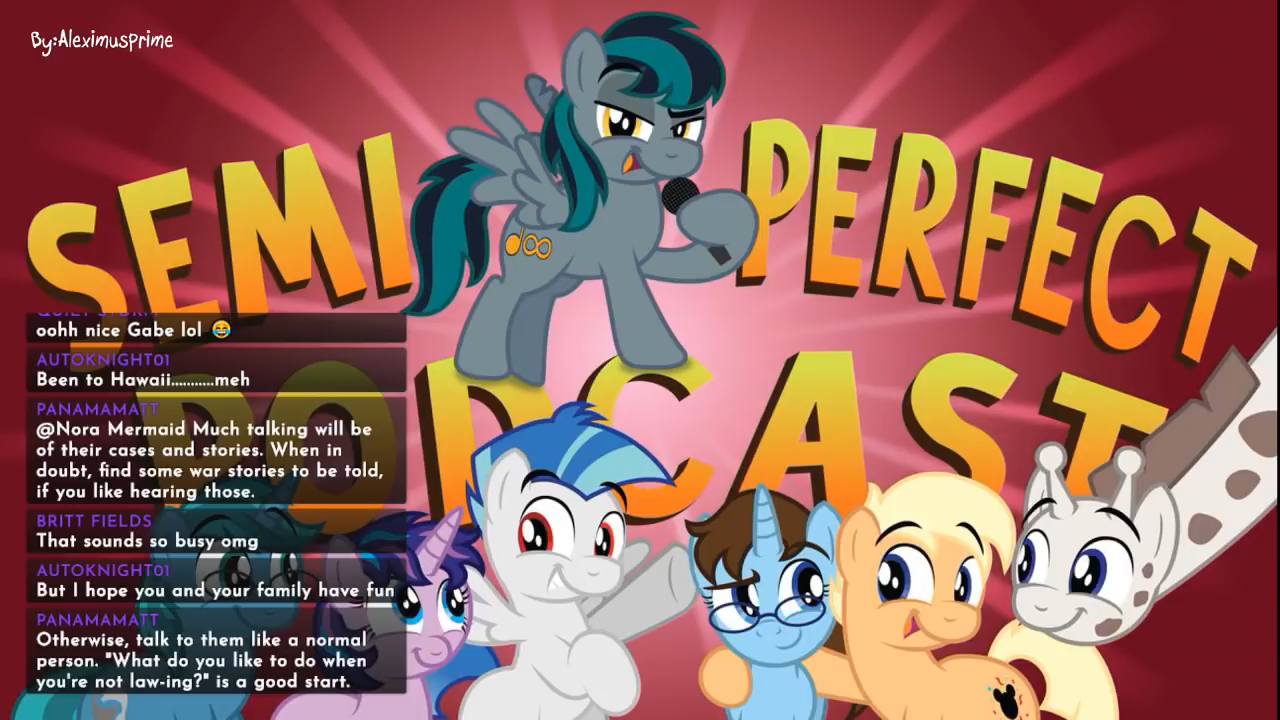 By:Aleximusprime
SEMI PERFECT
PODCAST
QUIET STORM
oohh nice Gabe lol 😂
AUTOKNIGHT01
Been to Hawaii...........meh
PANAMAMATT
@Nora Mermaid Much talking will be
of their cases and stories. When in
doubt, find some war stories to be told,
if you like hearing those.
BRITT FIELDS
That sounds so busy omg
AUTOKNIGHT01
But I hope you and your family have fun
PANAMAMATT
Otherwise, talk to them like a normal
person. "What do you like to do when
you're not law-ing?" is a good start.